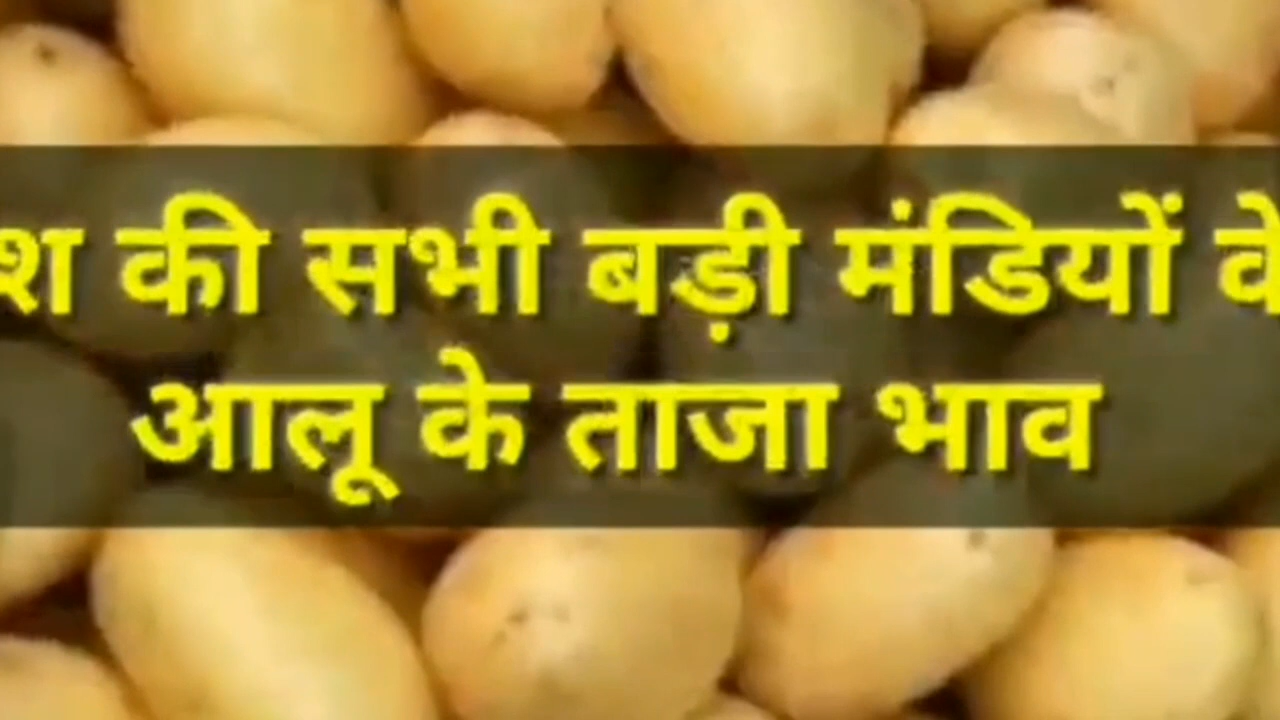 की सभी बड़ी मंडियों
आलू के ताजा भाव